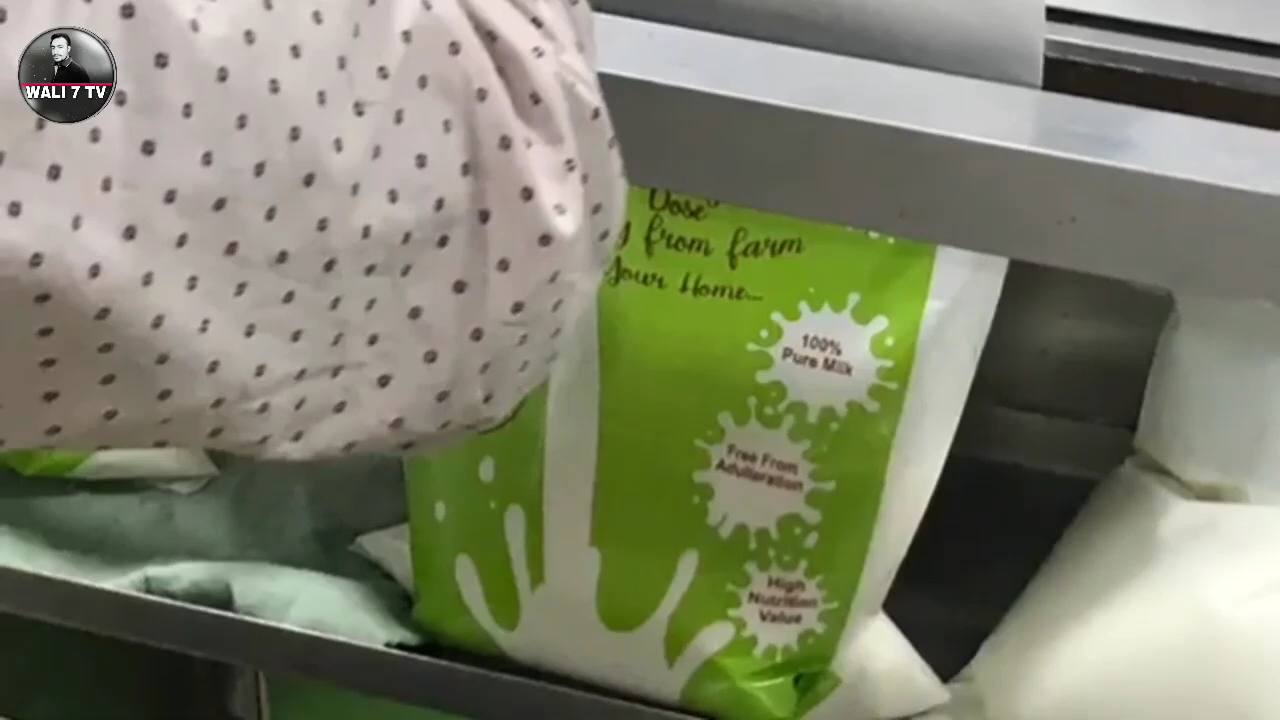 WALI 7 TV
Dose"
y from farm
Your Home...
100%
Pure Milk
Free From
Adulteration
High
Nutrition
Value